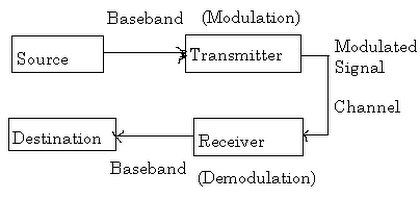 Baseband (Modulation)
Source
Transmitter
Modulated
Signal
Channel
Destination
Receiver
Baseband
(Demodulation)